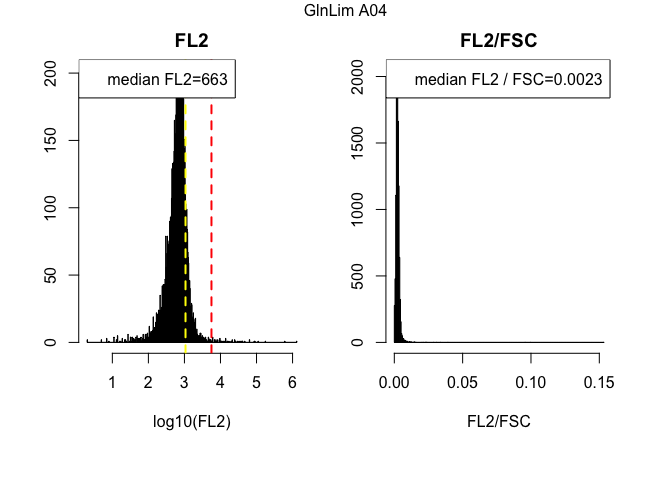 GlnLim A04
FL2
median FL2=663
200
150
100
50
0
1 2 3 4 5 6
log10(FL2)
FL2/FSC
median FL2 / FSC=0.0023
2000
1500
1000
500
0
0.00 0.05 0.10 0.15
FL2/FSC